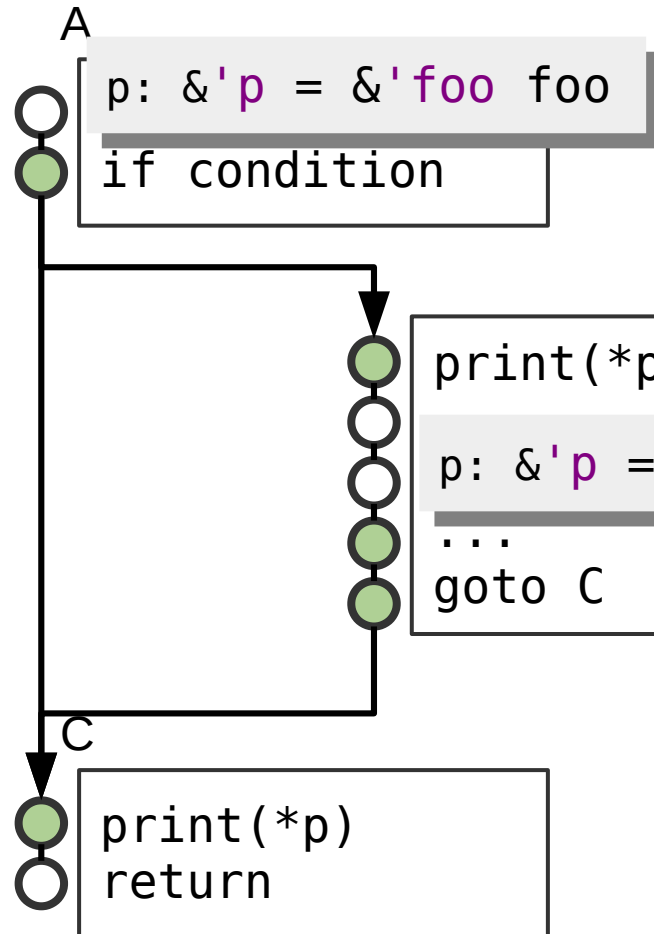 A
p: &'p = &'foo foo
if condition
print(*p
p: &'p =
...
goto C
C
print(*p)
return